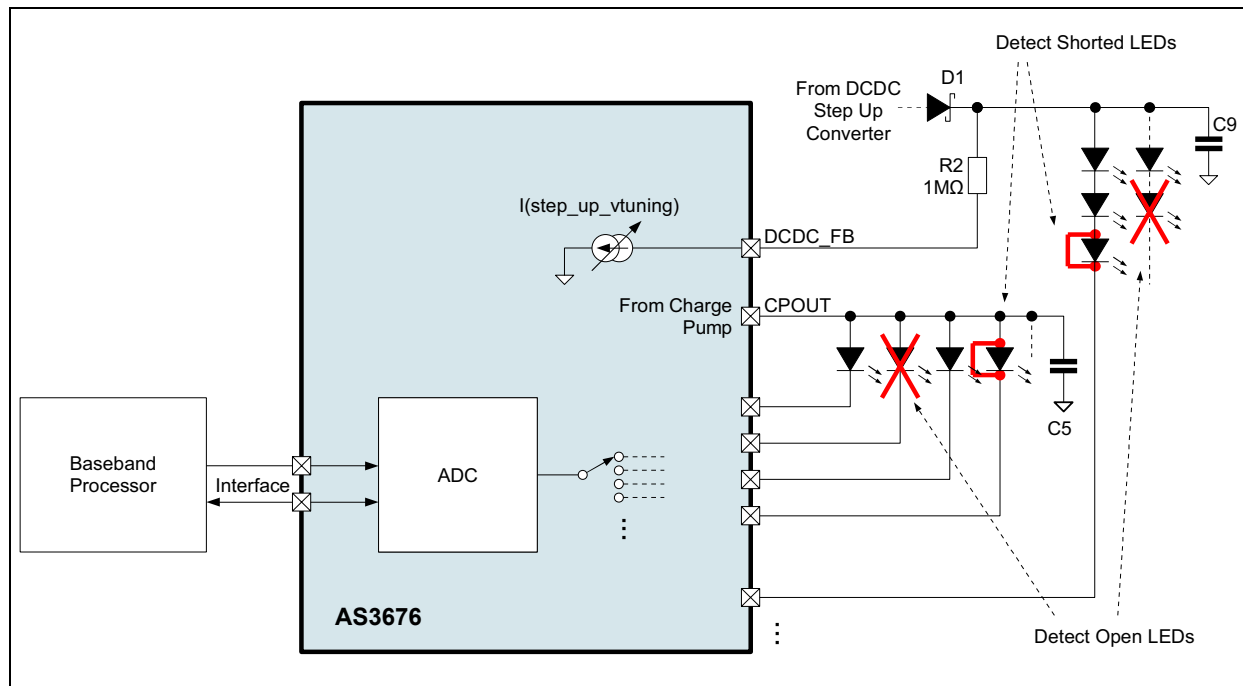 Detect Shorted LEDs
D1
From DCDC
Step Up
Converter
C9
R2
1MΩ
I(step_up_vtuning)
DCDC_FB
From Charge
Pump
CPOUT
C5
Baseband
Processor
Interface
ADC
AS3676
Detect Open LEDs